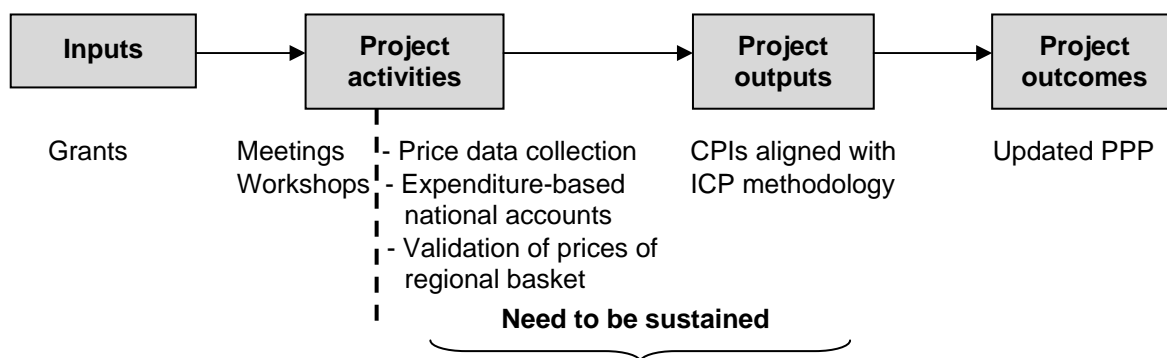 Inputs
Project
activities
Project
outputs
Project
outcomes
Grants
Meetings
Workshops
- Price data collection
- Expenditure-based
national accounts
- Validation of prices of
regional basket
CPIs aligned with
ICP methodology
Updated PPP
Need to be sustained